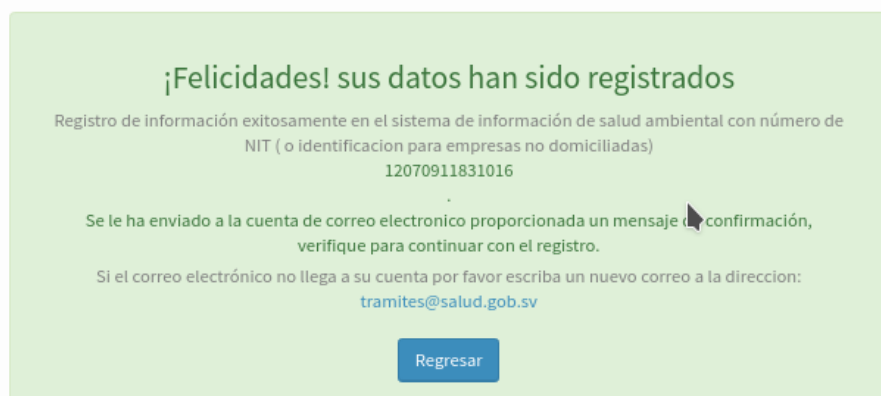 ¡Felicidades! sus datos han sido registrados
Registro de información exitosamente en el sistema de información de salud ambiental con número de
NIT ( o identificacion para empresas no domiciliadas)
12070911831016
.
Se le ha enviado a la cuenta de correo electronico proporcionada un mensaje confirmación,
verifique para continuar con el registro.
Si el correo electrónico no llega a su cuenta por favor escriba un nuevo correo a la direccion:
tramites@salud.gob.sv
Regresar